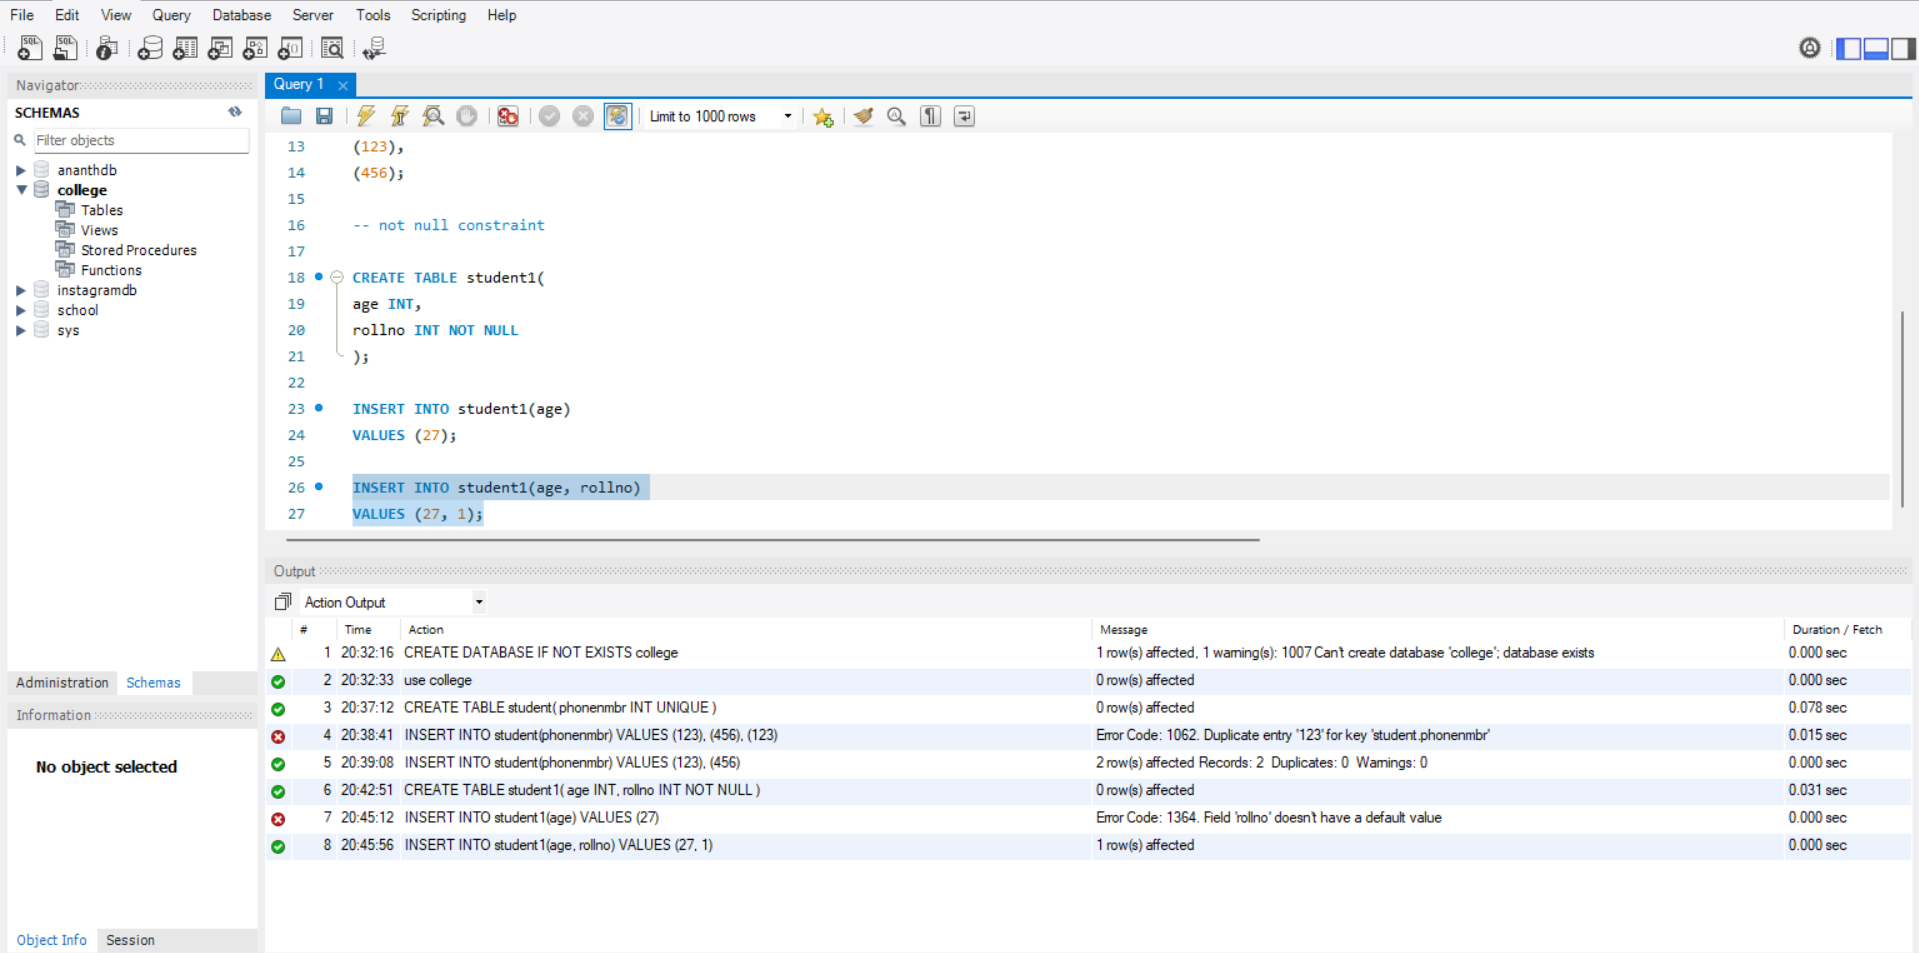 File Edit View Query Database Server Tools Scripting Help
Navigator
SCHEMAS
Filter objects
ananthdb
college
Tables
Views
Stored Procedures
Functions
instagramdb
school
sys
Administration Schemas
Information
No object selected
Object Info Session
Query 1
Limit to 1000 rows
13 (123),
14 (456);
15
16 -- not null constraint
17
18 CREATE TABLE student1(
19 age INT,
20 rollno INT NOT NULL
21 );
22
23 INSERT INTO student1(age)
24 VALUES (27);
25
26 INSERT INTO student1(age, rollno)
27 VALUES (27, 1);
Output
Action Output
# Time Action Message Duration / Fetch
1 20:32:16 CREATE DATABASE IF NOT EXISTS college 1 row(s) affected, 1 warning(s): 1007 Can't create database 'college'; database exists 0.000 sec
2 20:32:33 use college 0 row(s) affected 0.000 sec
3 20:37:12 CREATE TABLE student( phonenmbr INT UNIQUE ) 0 row(s) affected 0.078 sec
4 20:38:41 INSERT INTO student(phonenmbr) VALUES (123), (456), (123) Error Code: 1062. Duplicate entry '123' for key 'student.phonenmbr' 0.015 sec
5 20:39:08 INSERT INTO student(phonenmbr) VALUES (123), (456) 2 row(s) affected Records: 2 Duplicates: 0 Warnings: 0 0.000 sec
6 20:42:51 CREATE TABLE student1( age INT, rollno INT NOT NULL ) 0 row(s) affected 0.031 sec
7 20:45:12 INSERT INTO student1(age) VALUES (27) Error Code: 1364. Field 'rollno' doesn't have a default value 0.000 sec
8 20:45:56 INSERT INTO student1(age, rollno) VALUES (27, 1) 1 row(s) affected 0.000 sec